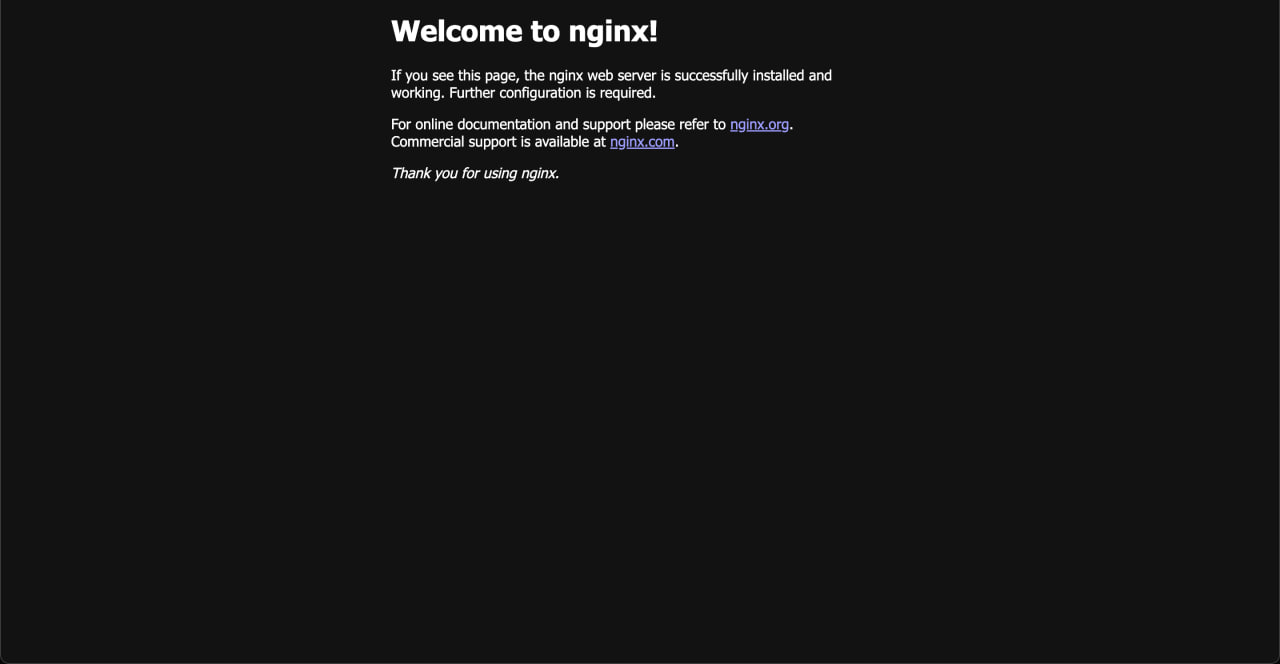 Welcome to nginx!
If you see this page, the nginx web server is successfully installed and
working. Further configuration is required.
For online documentation and support please refer to nginx.org.
Commercial support is available at nginx.com.
Thank you for using nginx.